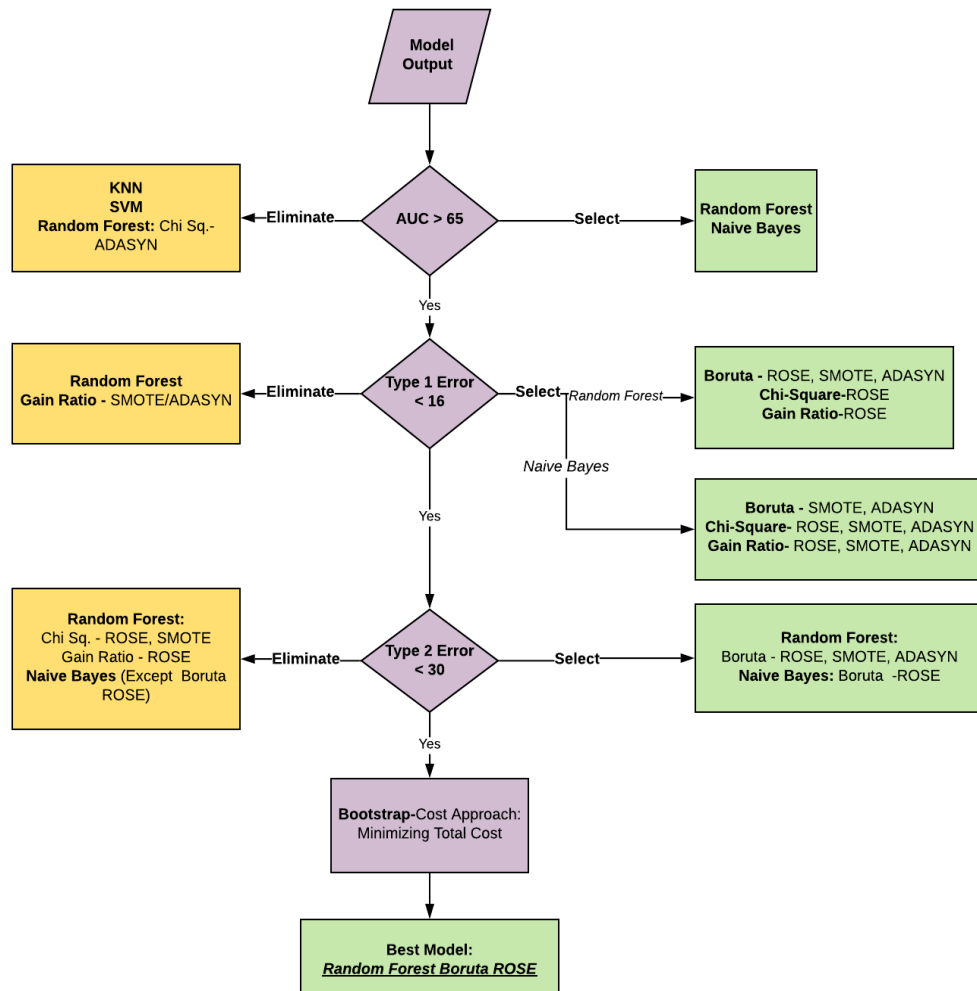 Model
Output
KNN
SVM
Random Forest: Chi Sq.-
ADASYN
Eliminate
AUC > 65
Select
Random Forest
Naive Bayes
Yes
Random Forest
Gain Ratio - SMOTE/ADASYN
Eliminate
Type 1 Error
< 16
Select
Random Forest
Boruta - ROSE, SMOTE, ADASYN
Chi-Square-ROSE
Gain Ratio-ROSE
Naive Bayes
Boruta - SMOTE, ADASYN
Chi-Square- ROSE, SMOTE, ADASYN
Gain Ratio- ROSE, SMOTE, ADASYN
Yes
Random Forest:
Chi Sq. - ROSE, SMOTE
Gain Ratio - ROSE
Naive Bayes (Except Boruta
ROSE)
Eliminate
Type 2 Error
< 30
Select
Random Forest:
Boruta - ROSE, SMOTE, ADASYN
Naive Bayes: Boruta -ROSE
Yes
Bootstrap-Cost Approach:
Minimizing Total Cost
Best Model:
Random Forest Boruta ROSE